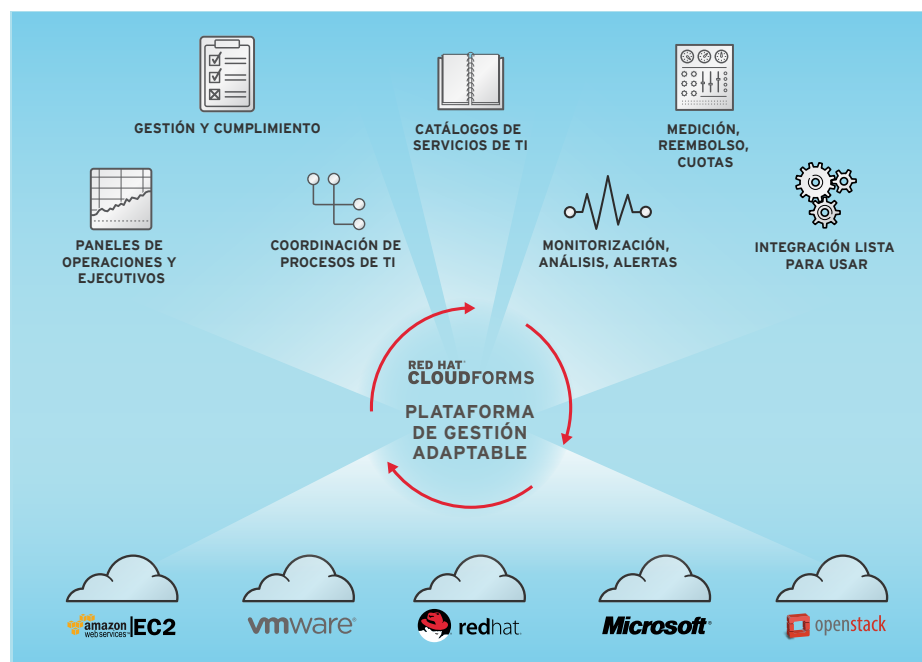 GESTIÓN Y CUMPLIMIENTO
CATÁLOGOS DE
SERVICIOS DE TI
MEDICIÓN,
REEMBOLSO,
CUOTAS
PANELES DE
OPERACIONES Y
EJECUTIVOS
COORDINACIÓN DE
PROCESOS DE TI
MONITORIZACIÓN,
ANÁLISIS, ALERTAS
INTEGRACIÓN LISTA
PARA USAR
RED HAT
CLOUDFORMS
PLATAFORMA
DE GESTIÓN
ADAPTABLE
amazon
webservices™ EC2
vmware®
redhat.
Microsoft®
openstack